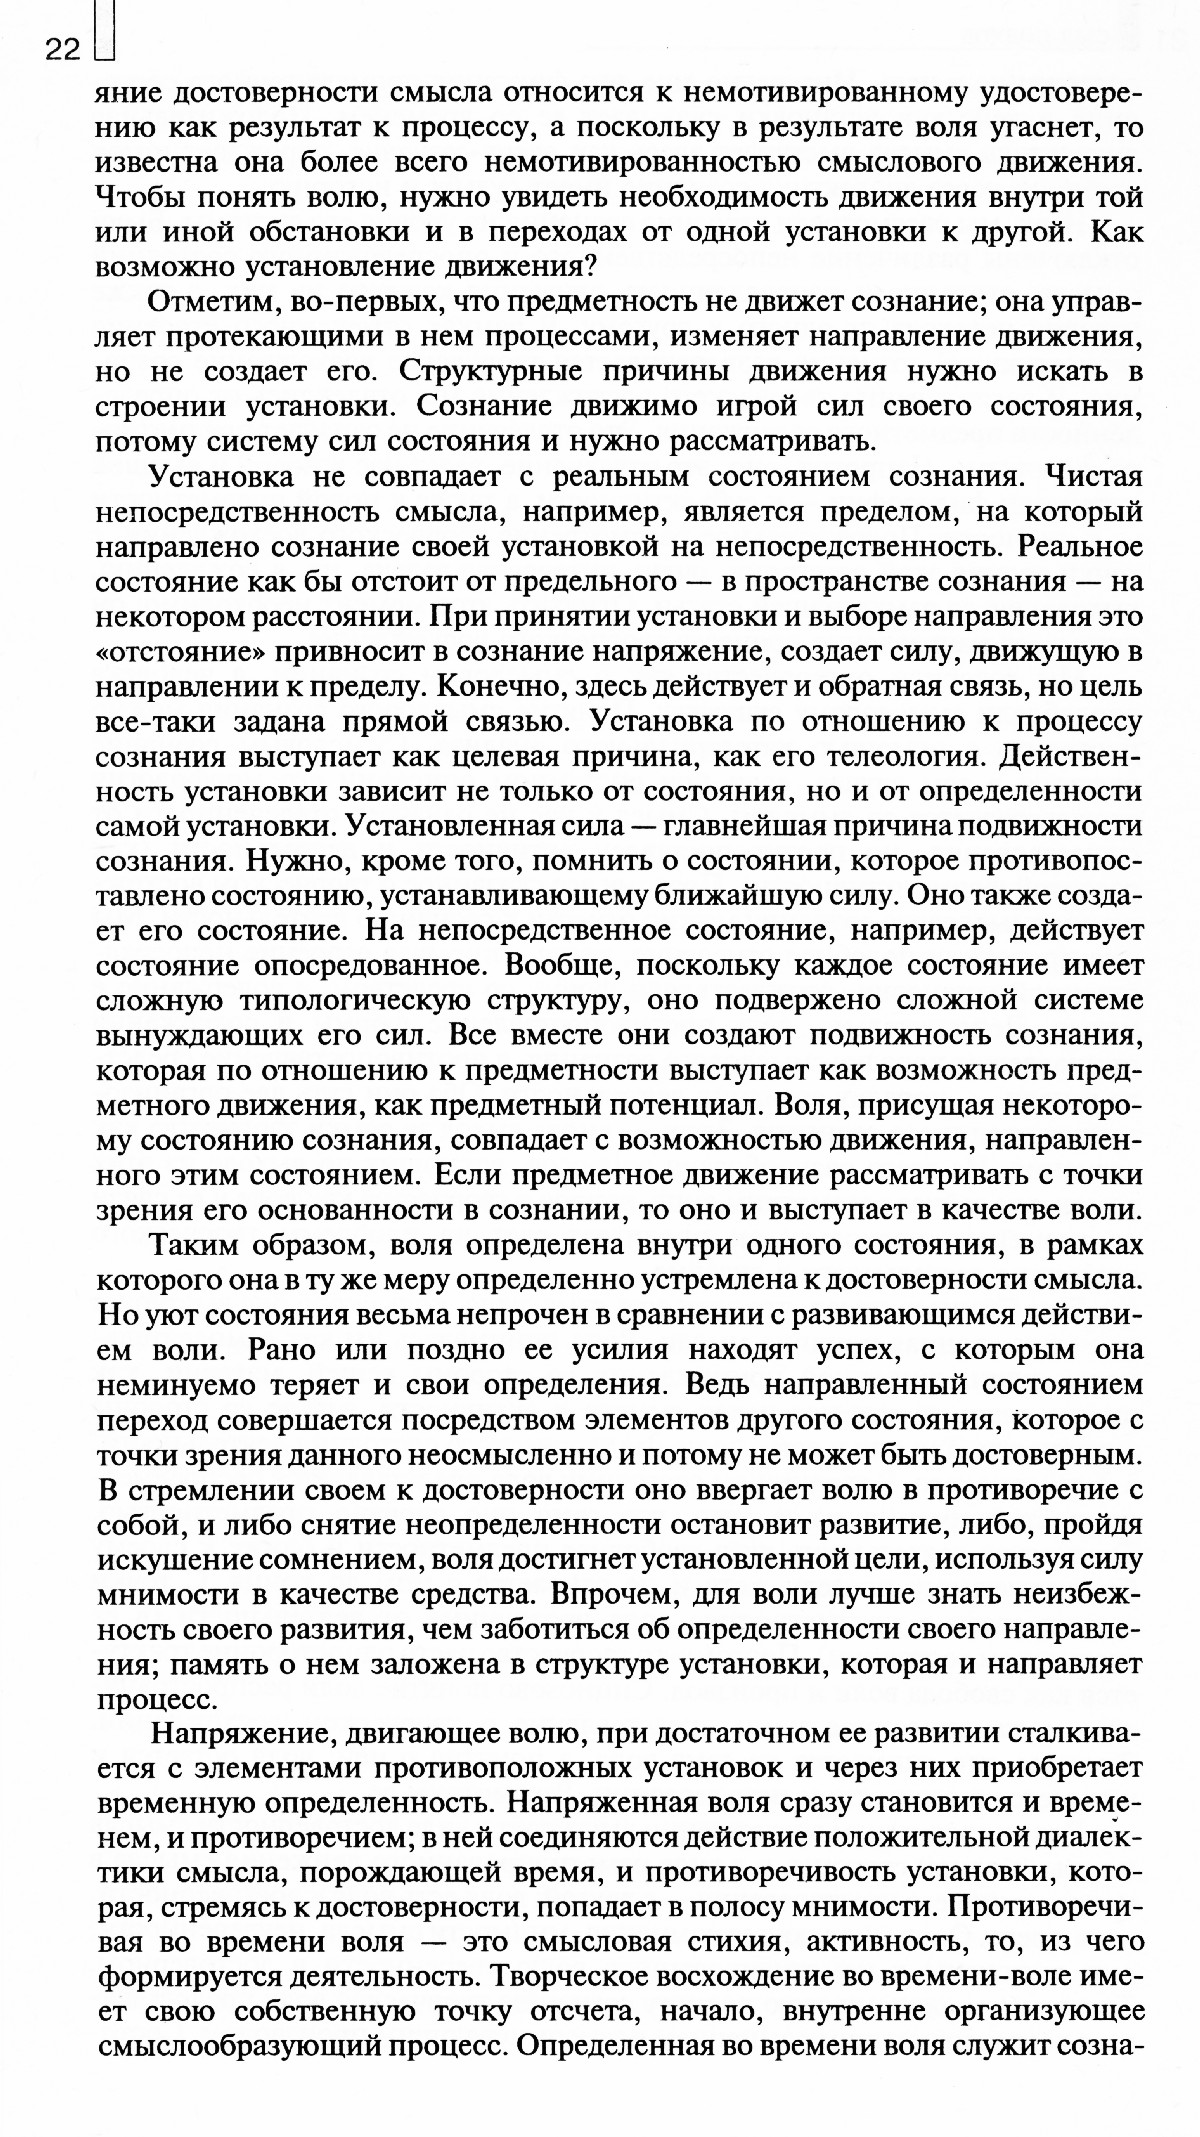 22
яние достоверности смысла относится к немотивированному удостовере-
нию как результат к процессу, а поскольку в результате воля угаснет, то
известна она более всего немотивированностью смыслового движения.
Чтобы понять волю, нужно увидеть необходимость движения внутри той
или иной обстановки и в переходах от одной установки к другой. Как
возможно установление движения?
Отметим, во-первых, что предметность не движет сознание; она управ-
ляет протекающими в нем процессами, изменяет направление движения,
но не создает его. Структурные причины движения нужно искать в
строении установки. Сознание движимо игрой сил своего состояния,
потому систему сил состояния и нужно рассматривать.
Установка не совпадает с реальным состоянием сознания. Чистая
непосредственность смысла, например, является пределом, на который
направлено сознание своей установкой на непосредственность. Реальное
состояние как бы отстоит от предельного — в пространстве сознания — на
некотором расстоянии. При принятии установки и выборе направления это
«отстояние» привносит в сознание напряжение, создает силу, движущую в
направлении к пределу. Конечно, здесь действует и обратная связь, но цель
все-таки задана прямой связью. Установка по отношению к процессу
сознания выступает как целевая причина, как его телеология. Действен-
ность установки зависит не только от состояния, но и от определенности
самой установки. Установленная сила — главнейшая причина подвижности
сознания. Нужно, кроме того, помнить о состоянии, которое противопос-
тавлено состоянию, устанавливающему ближайшую силу. Оно также созда-
ет его состояние. На непосредственное состояние, например, действует
состояние опосредованное. Вообще, поскольку каждое состояние имеет
сложную типологическую структуру, оно подвержено сложной системе
вынуждающих его сил. Все вместе они создают подвижность сознания,
которая по отношению к предметности выступает как возможность пред-
метного движения, как предметный потенциал. Воля, присущая некоторо-
му состоянию сознания, совпадает с возможностью движения, направлен-
ного этим состоянием. Если предметное движение рассматривать с точки
зрения его основанности в сознании, то оно и выступает в качестве воли.
Таким образом, воля определена внутри одного состояния, в рамках
которого она в ту же меру определенно устремлена к достоверности смысла.
Но уют состояния весьма непрочен в сравнении с развивающимся действи-
ем воли. Рано или поздно ее усилия находят успех, с которым она
неминуемо теряет и свои определения. Ведь направленный состоянием
переход совершается посредством элементов другого состояния, которое с
точки зрения данного неосмысленно и потому не может быть достоверным.
В стремлении своем к достоверности оно ввергает волю в противоречие с
собой, и либо снятие неопределенности остановит развитие, либо, пройдя
искушение сомнением, воля достигнет установленной цели, используя силу
мнимости в качестве средства. Впрочем, для воли лучше знать неизбеж-
ность своего развития, чем заботиться об определенности своего направле-
ния; память о нем заложена в структуре установки, которая и направляет
процесс.
Напряжение, двигающее волю, при достаточном ее развитии сталкива-
ется с элементами противоположных установок и через них приобретает
временную определенность. Напряженная воля сразу становится и време-
нем, и противоречием; в ней соединяются действие положительной диалек-
тики смысла, порождающей время, и противоречивость установки, кото-
рая, стремясь к достоверности, попадает в полосу мнимости. Противоречи-
вая во времени воля — это смысловая стихия, активность, то, из чего
формируется деятельность. Творческое восхождение во времени-воле име-
ет свою собственную точку отсчета, начало, внутренне организующее
смыслообразующий процесс. Определенная во времени воля служит созна-